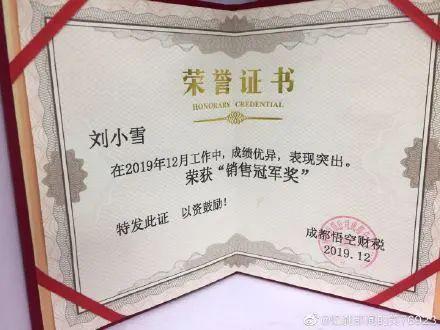 荣誉证书
HONORARY CREDENTIAL
刘小雪
在2019年12月工作中，成绩优异，表现突出。
荣获“销售冠军奖”
特发此证 以资鼓励！
成都悟空财税
2019.12